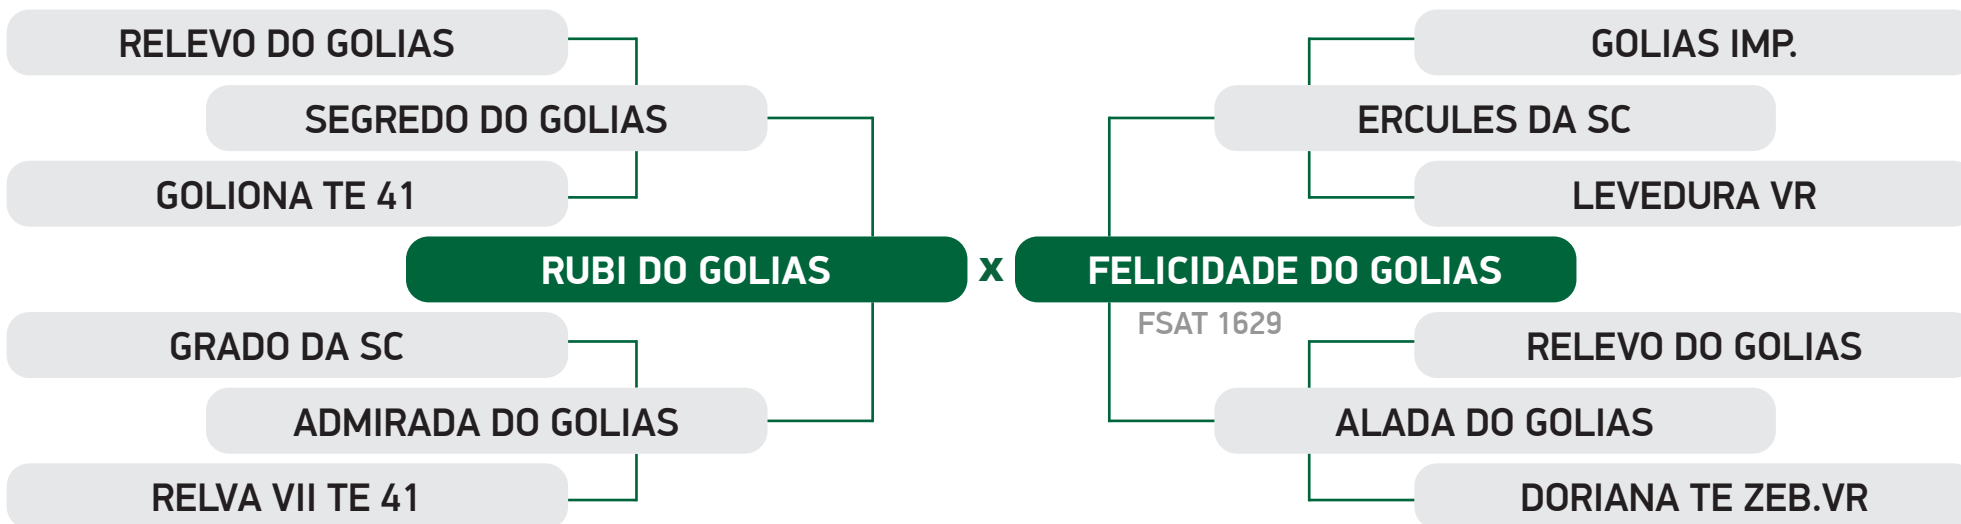 RELEVO DO GOLIAS
GOLIAS IMP.
SEGREDO DO GOLIAS
ERCULES DA SC
GOLIONA TE 41
LEVEDURA VR
RUBI DO GOLIAS x FELICIDADE DO GOLIAS
FSAT 1629
GRADO DA SC
RELEVO DO GOLIAS
ADMIRADA DO GOLIAS
ALADA DO GOLIAS
RELVA VII TE 41
DORIANA TE ZEB.VR